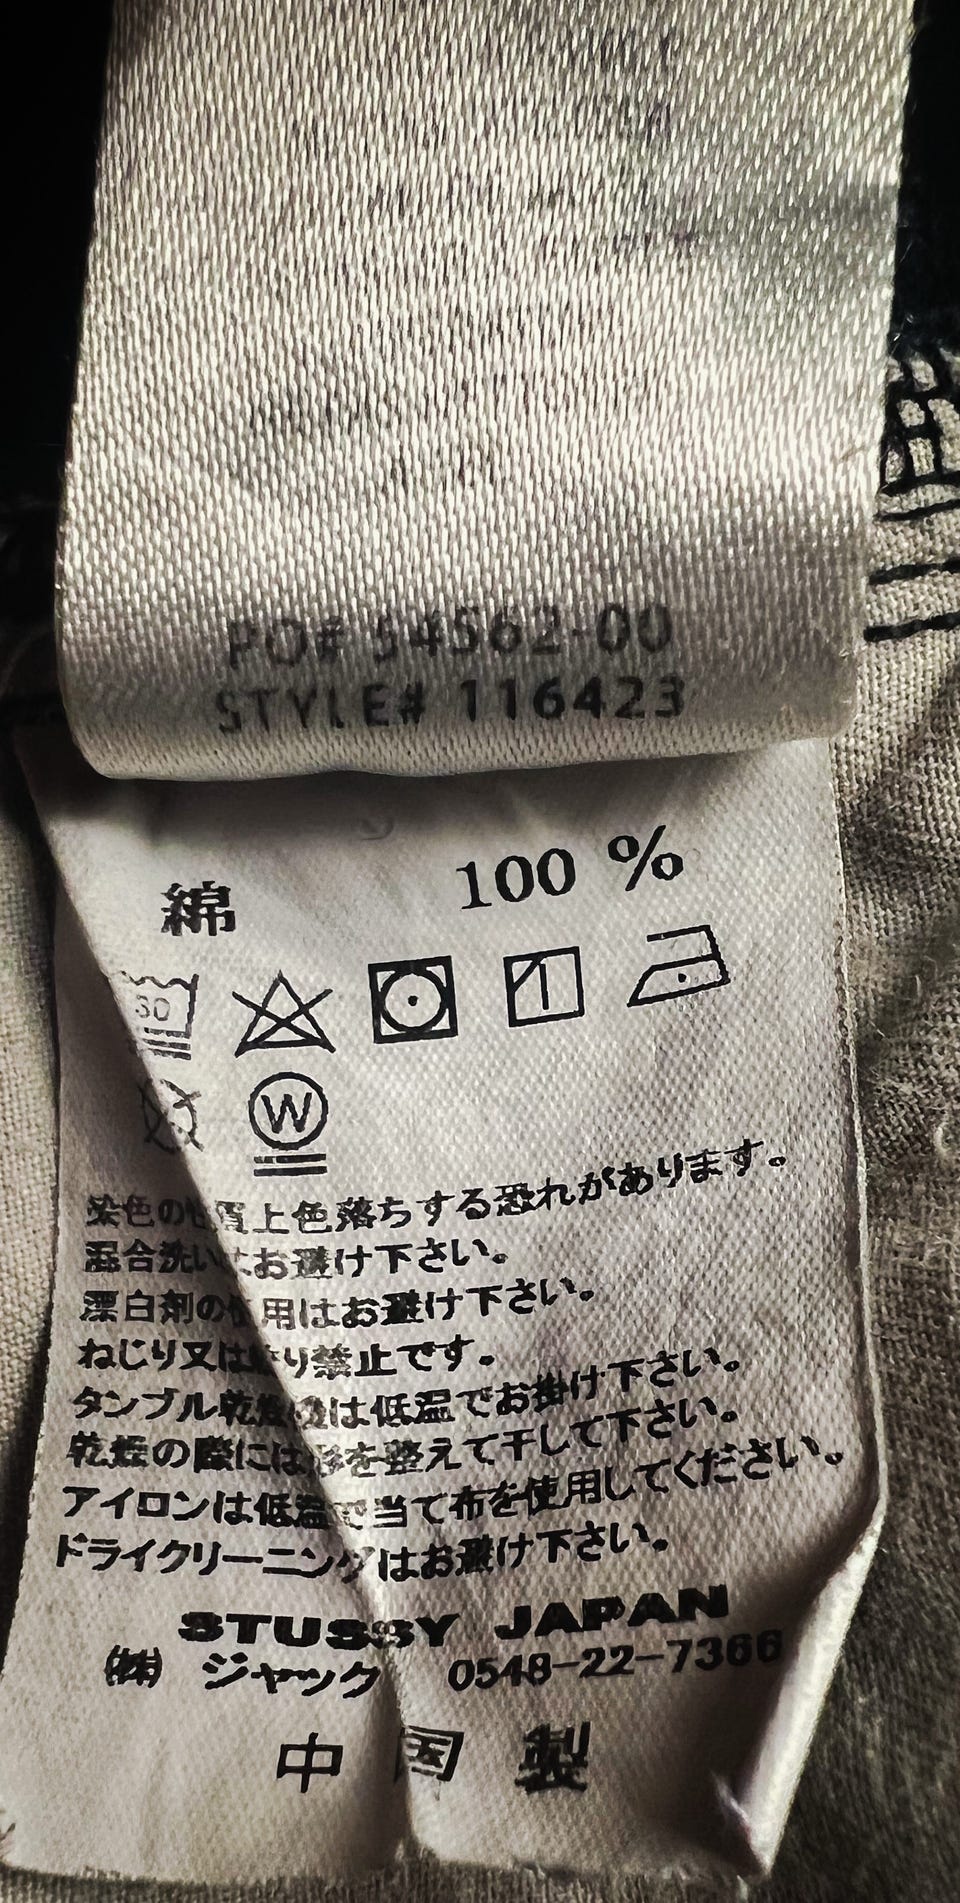 PO# 54562-00
STYLE# 116423
綿 100 %
30
W
染色の性質上色落ちする恐れがあります。
混合洗いはお避け下さい。
漂白剤の使用はお避け下さい。
ねじり又は絞り禁止です。
タンブル乾燥の後は低温でお掛け下さい。
乾燥の際には形を整えて干して下さい。
アイロンは低温で当て布を使用してください。
ドライクリーニングはお避け下さい。
STUSSY JAPAN
㈱ ジャック 0548-22-7366
中国製